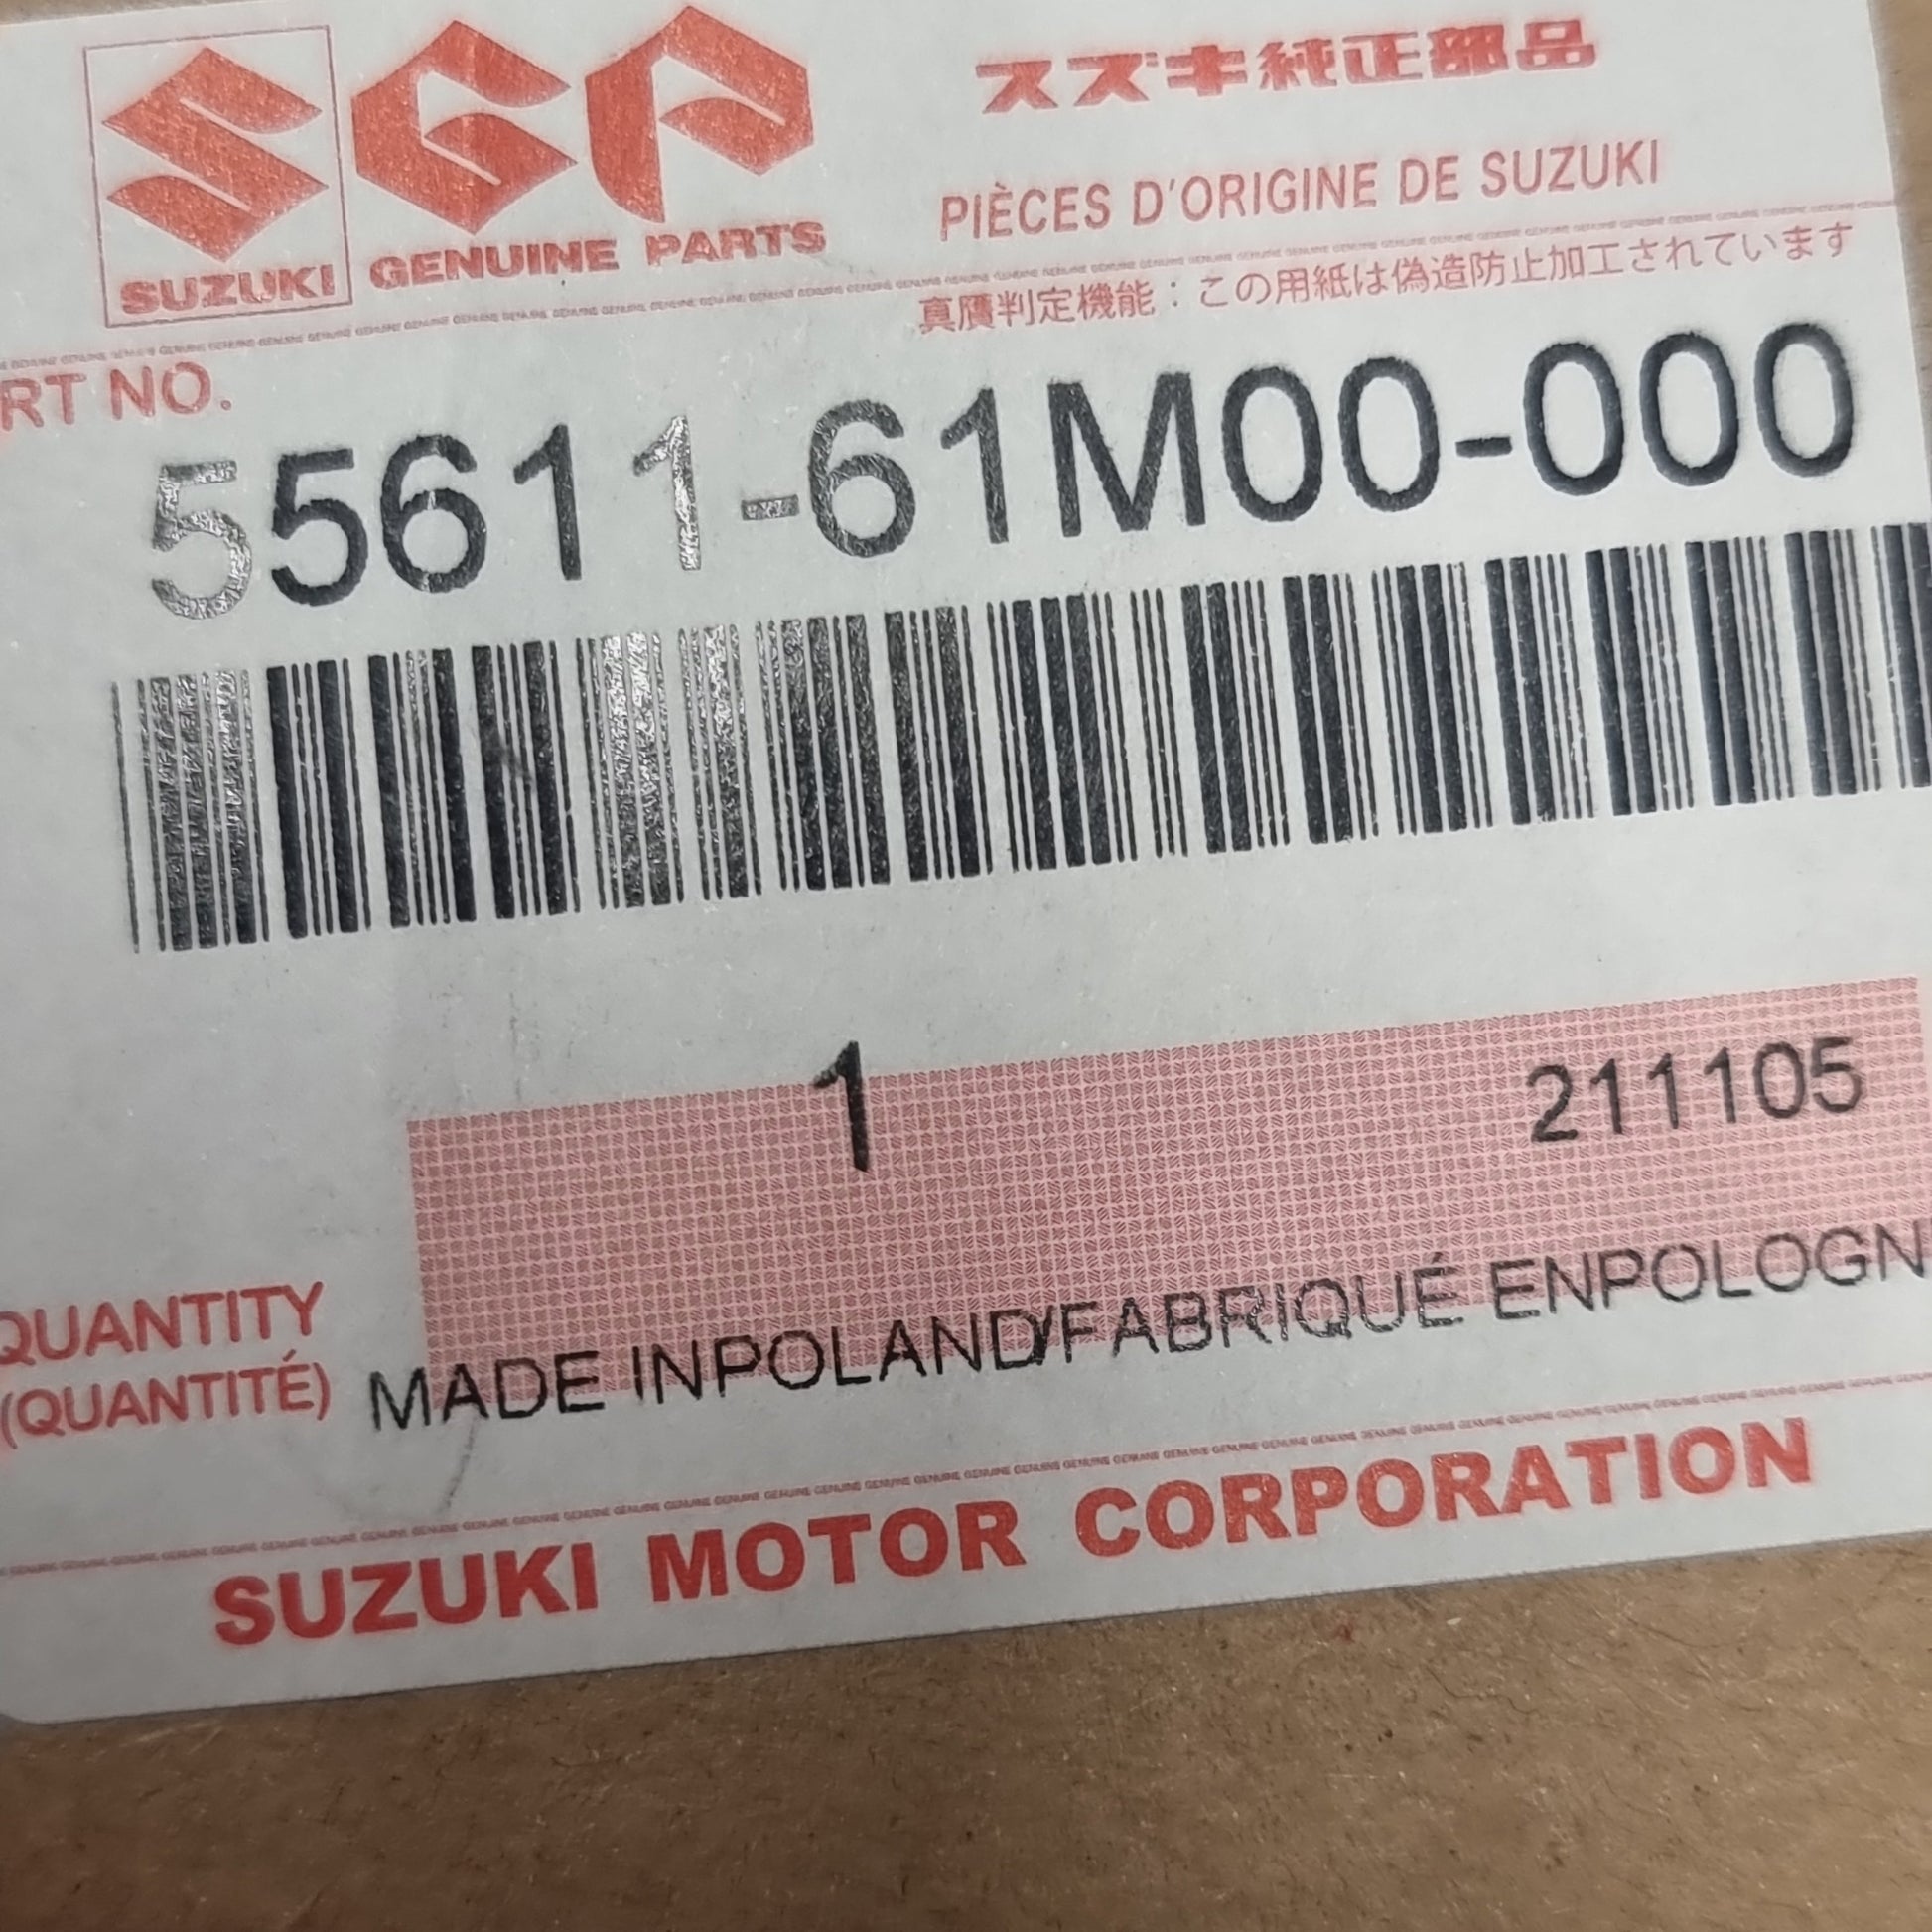 SGP
スズキ純正部品
SUZUKI GENUINE PARTS
PIÈCES D'ORIGINE DE SUZUKI
真贋判定機能：この用紙は偽造防止加工されています
RT NO.
55611-61M00-000
1
211105
QUANTITY
(QUANTITÉ)
MADE INPOLAND/FABRIQUÉ ENPOLOGN
SUZUKI MOTOR CORPORATION